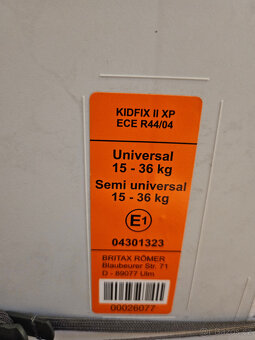 KIDFIX II XP
ECE R44/04
Universal
15 - 36 kg
Semi universal
15 - 36 kg
E1
04301323
BRITAX RÖMER
Blaubeurer Str. 71
D - 89077 Ulm
00026077